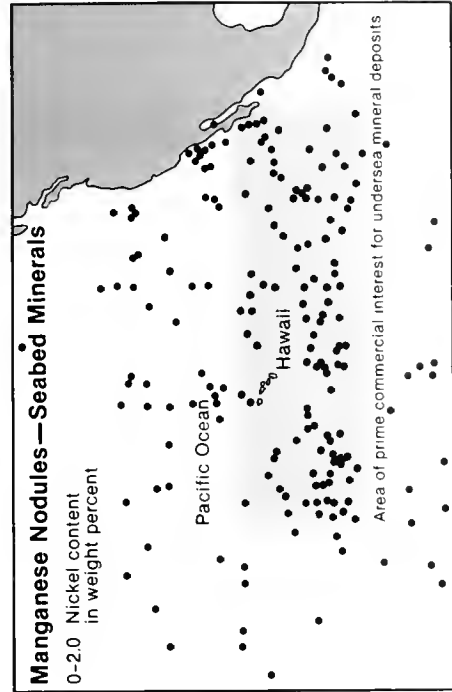 Manganese Nodules—Seabed Minerals
0-2.0 Nickel content
in weight percent
Pacific Ocean
Hawaii
Area of prime commercial interest for undersea mineral deposits